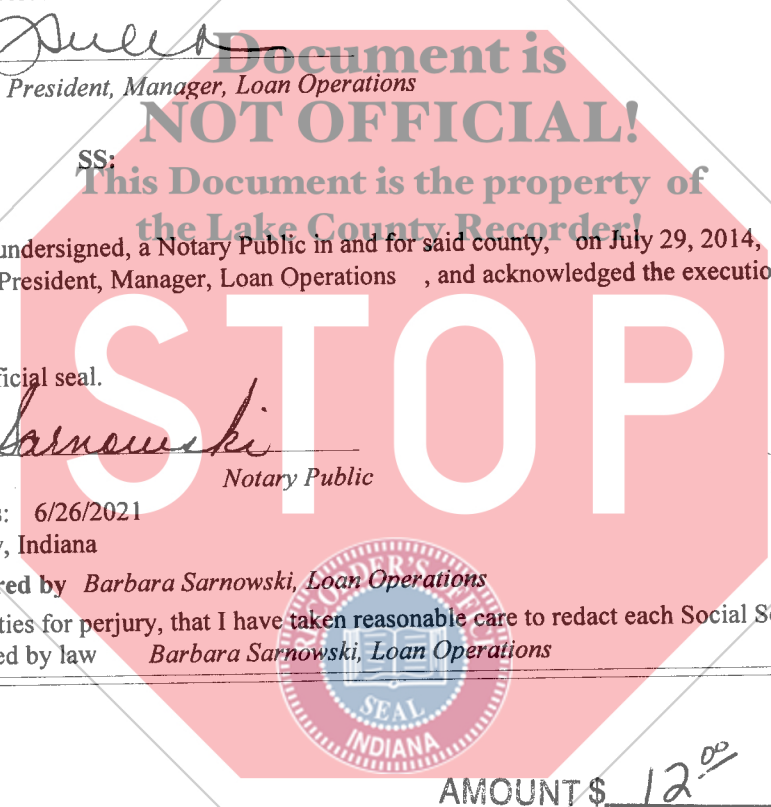 Document is
President, Manager, Loan Operations
NOT OFFICIAL!
SS:
This Document is the property of
the Lake County Recorder!
undersigned, a Notary Public in and for said county, on July 29, 2014,
President, Manager, Loan Operations , and acknowledged the executio
STOP
ficial seal.
Sarnowski
Notary Public
s: 6/26/2021
y, Indiana
red by Barbara Sarnowski, Loan Operations
ties for perjury, that I have taken reasonable care to redact each Social S
ed by law Barbara Sarnowski, Loan Operations
RECORDER'S OFFICE
SEAL
INDIANA
AMOUNT $ 12.00